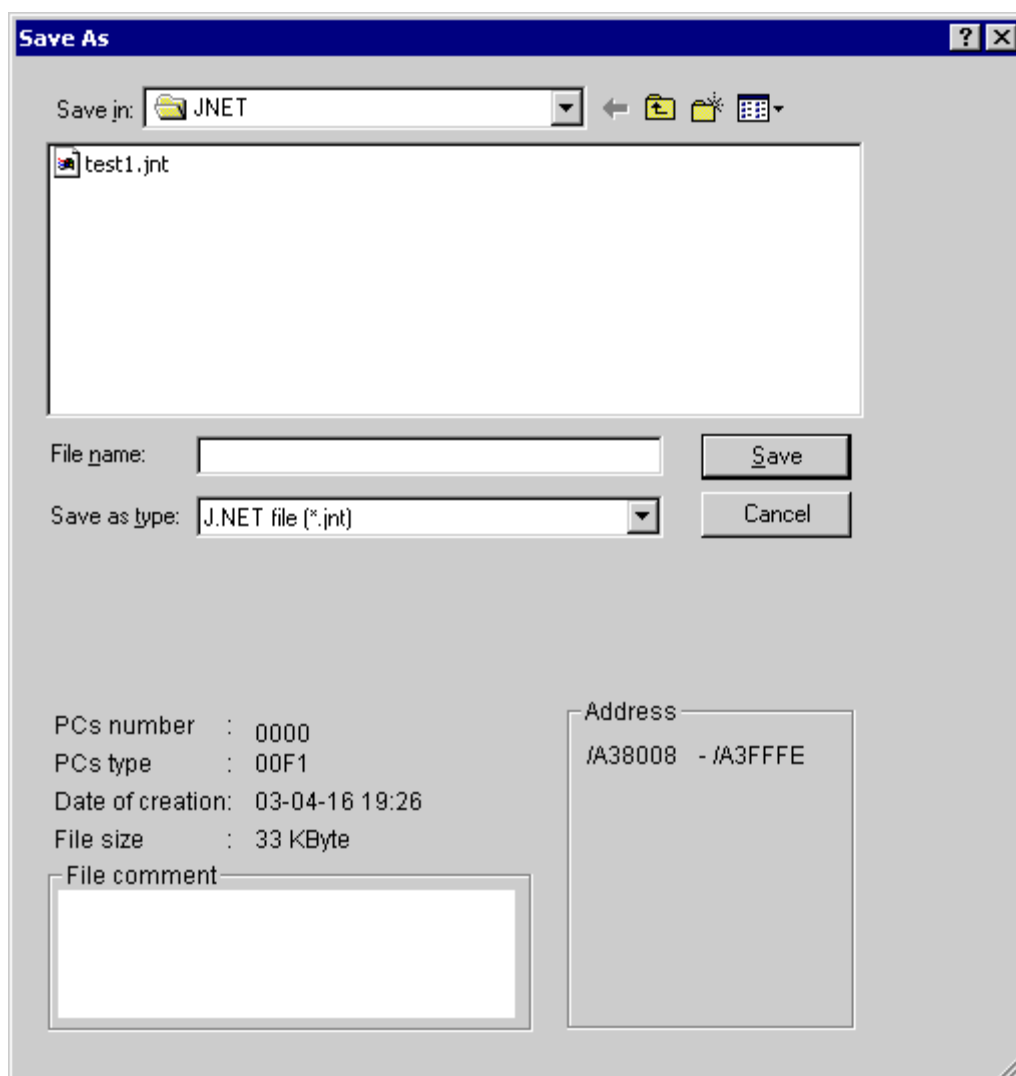 Save As
Save in: JNET
test1.jnt
File name:
Save
Save as type: J.NET file (*.jnt)
Cancel
PCs number : 0000
PCs type : 00F1
Date of creation: 03-04-16 19:26
File size : 33 KByte
File comment
Address
/A38008 - /A3FFFE